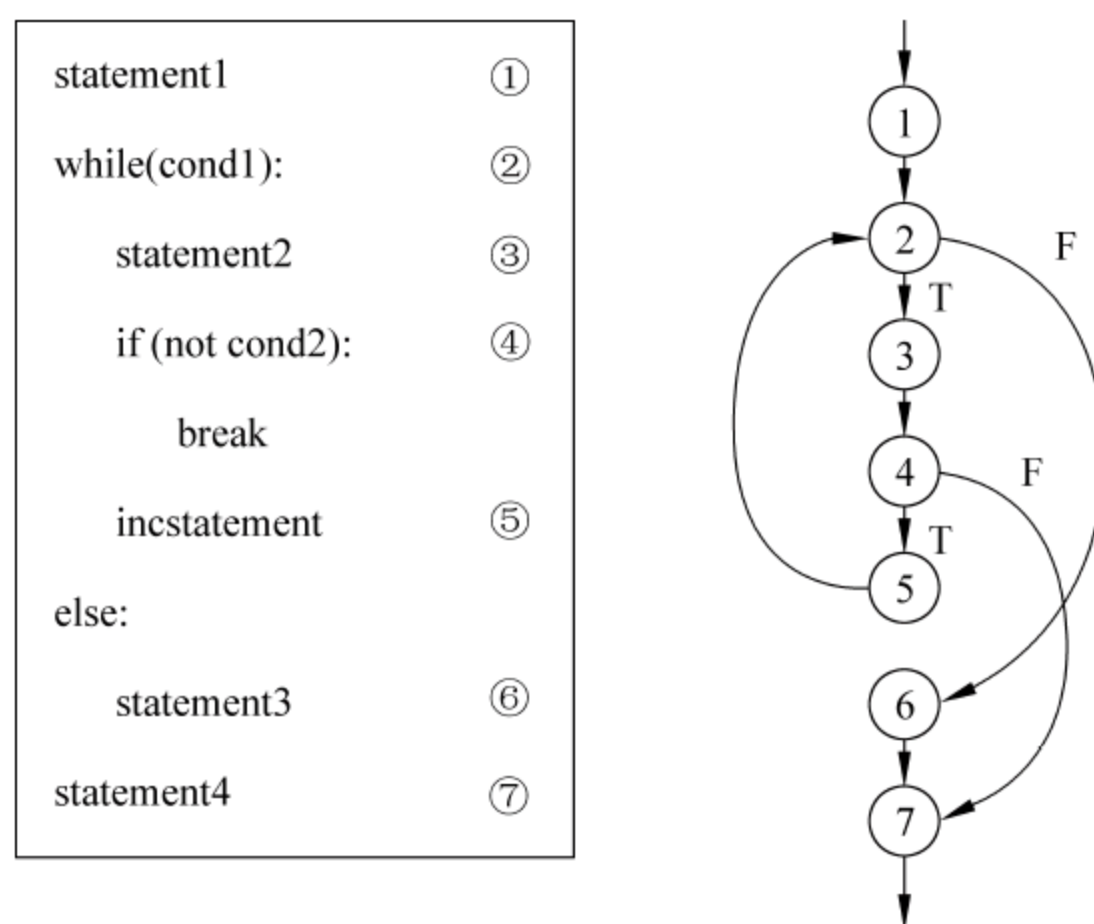 statement1 ①
while(cond1): ②
statement2 ③
if (not cond2): ④
break
incstatement ⑤
else:
statement3 ⑥
statement4 ⑦
1
2
F
T
3
4
F
T
5
6
7